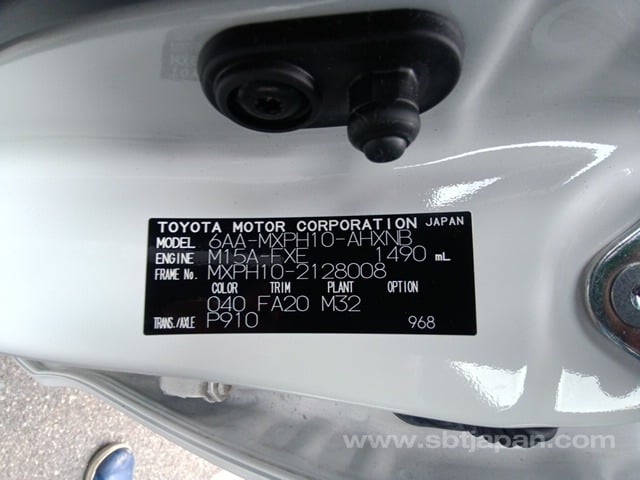 TOYOTA MOTOR CORPORATION JAPAN
MODEL 6AA-MXPH10-AHXNB
ENGINE M15A-FXE 1490 mL
FRAME No. MXPH10-2128008
COLOR TRIM PLANT OPTION
040 FA20 M32
TRANS./AXLE P910 968
www.sbtjapan.com